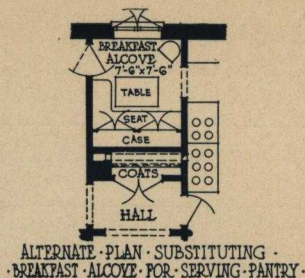 BREAKFAST
ALCOVE
7'-6"x7'-6"
TABLE
SEAT
CASE
COATS
HALL
ALTERNATE · PLAN · SUBSTITUTING ·
· BREAKFAST · ALCOVE · FOR · SERVING · PANTRY ·